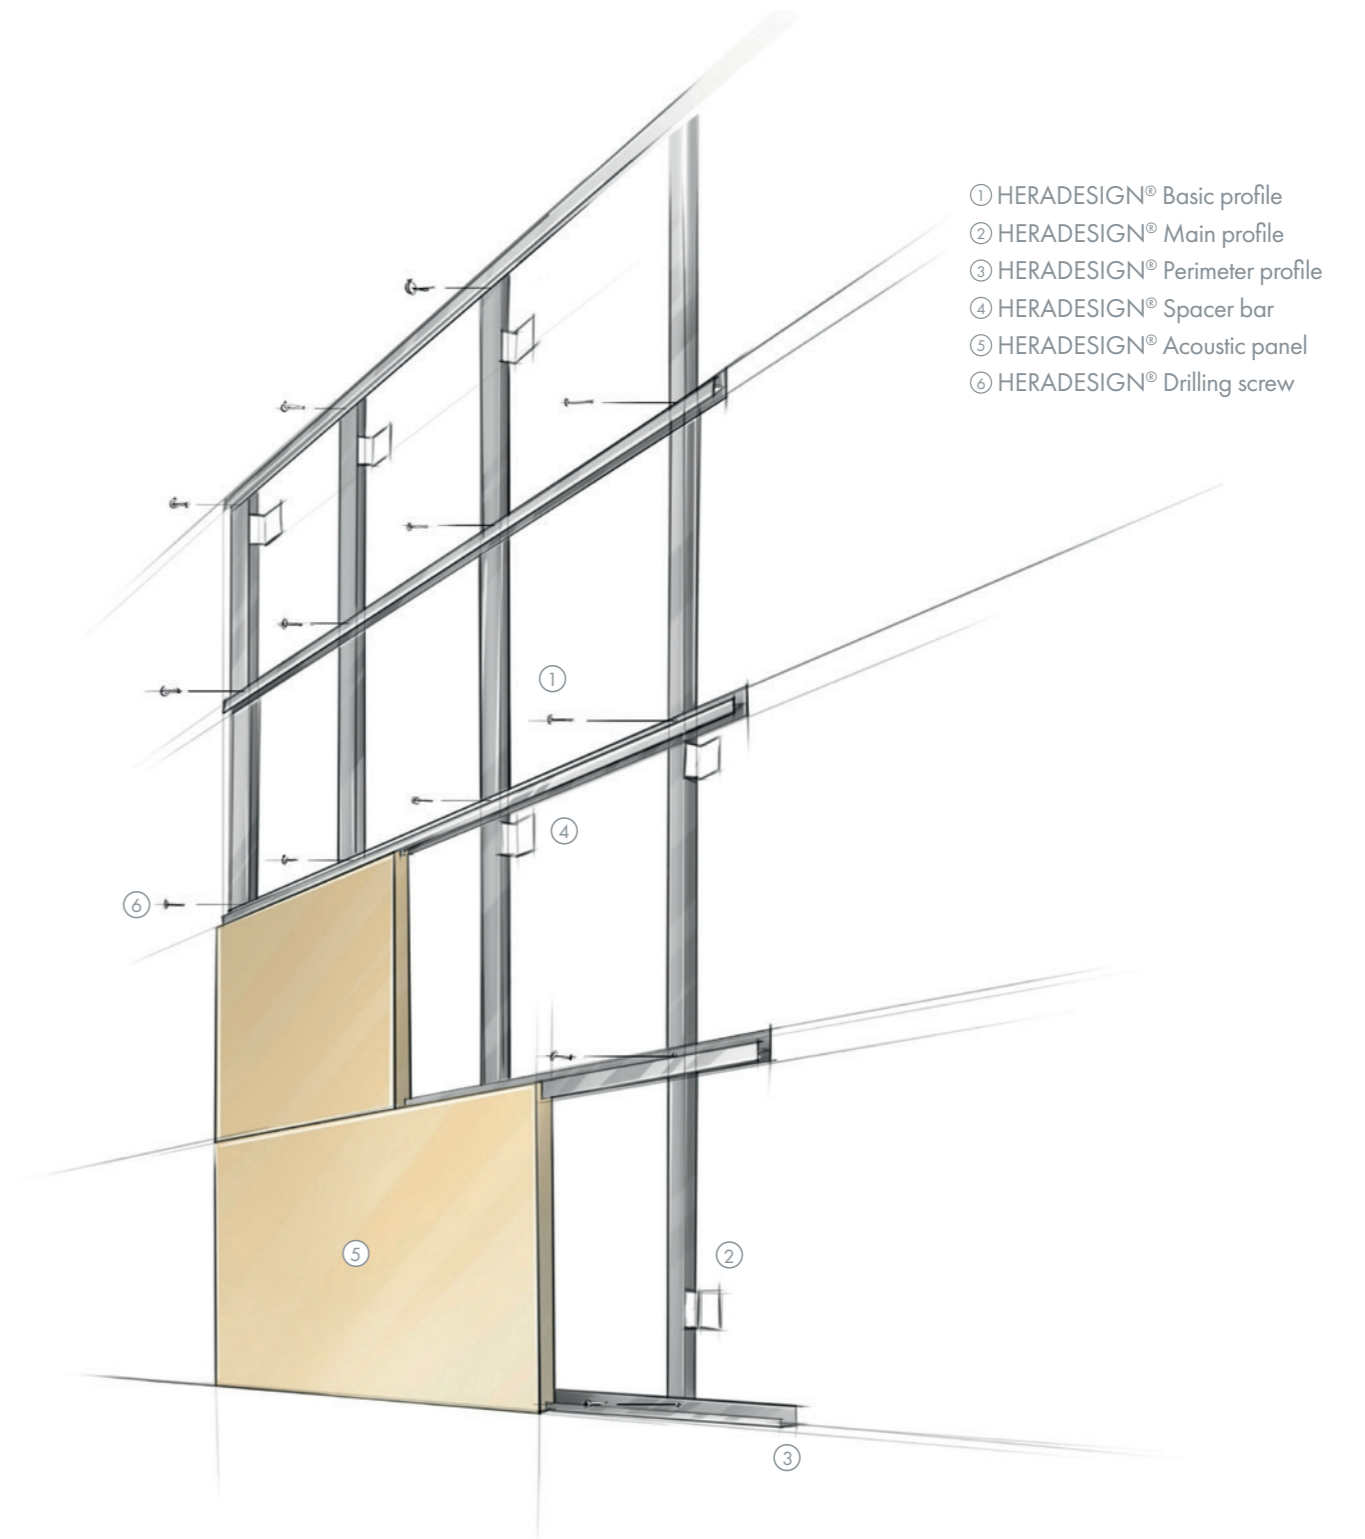 ① HERADESIGN® Basic profile
② HERADESIGN® Main profile
③ HERADESIGN® Perimeter profile
④ HERADESIGN® Spacer bar
⑤ HERADESIGN® Acoustic panel
⑥ HERADESIGN® Drilling screw
①
④
⑥
⑤
②
③